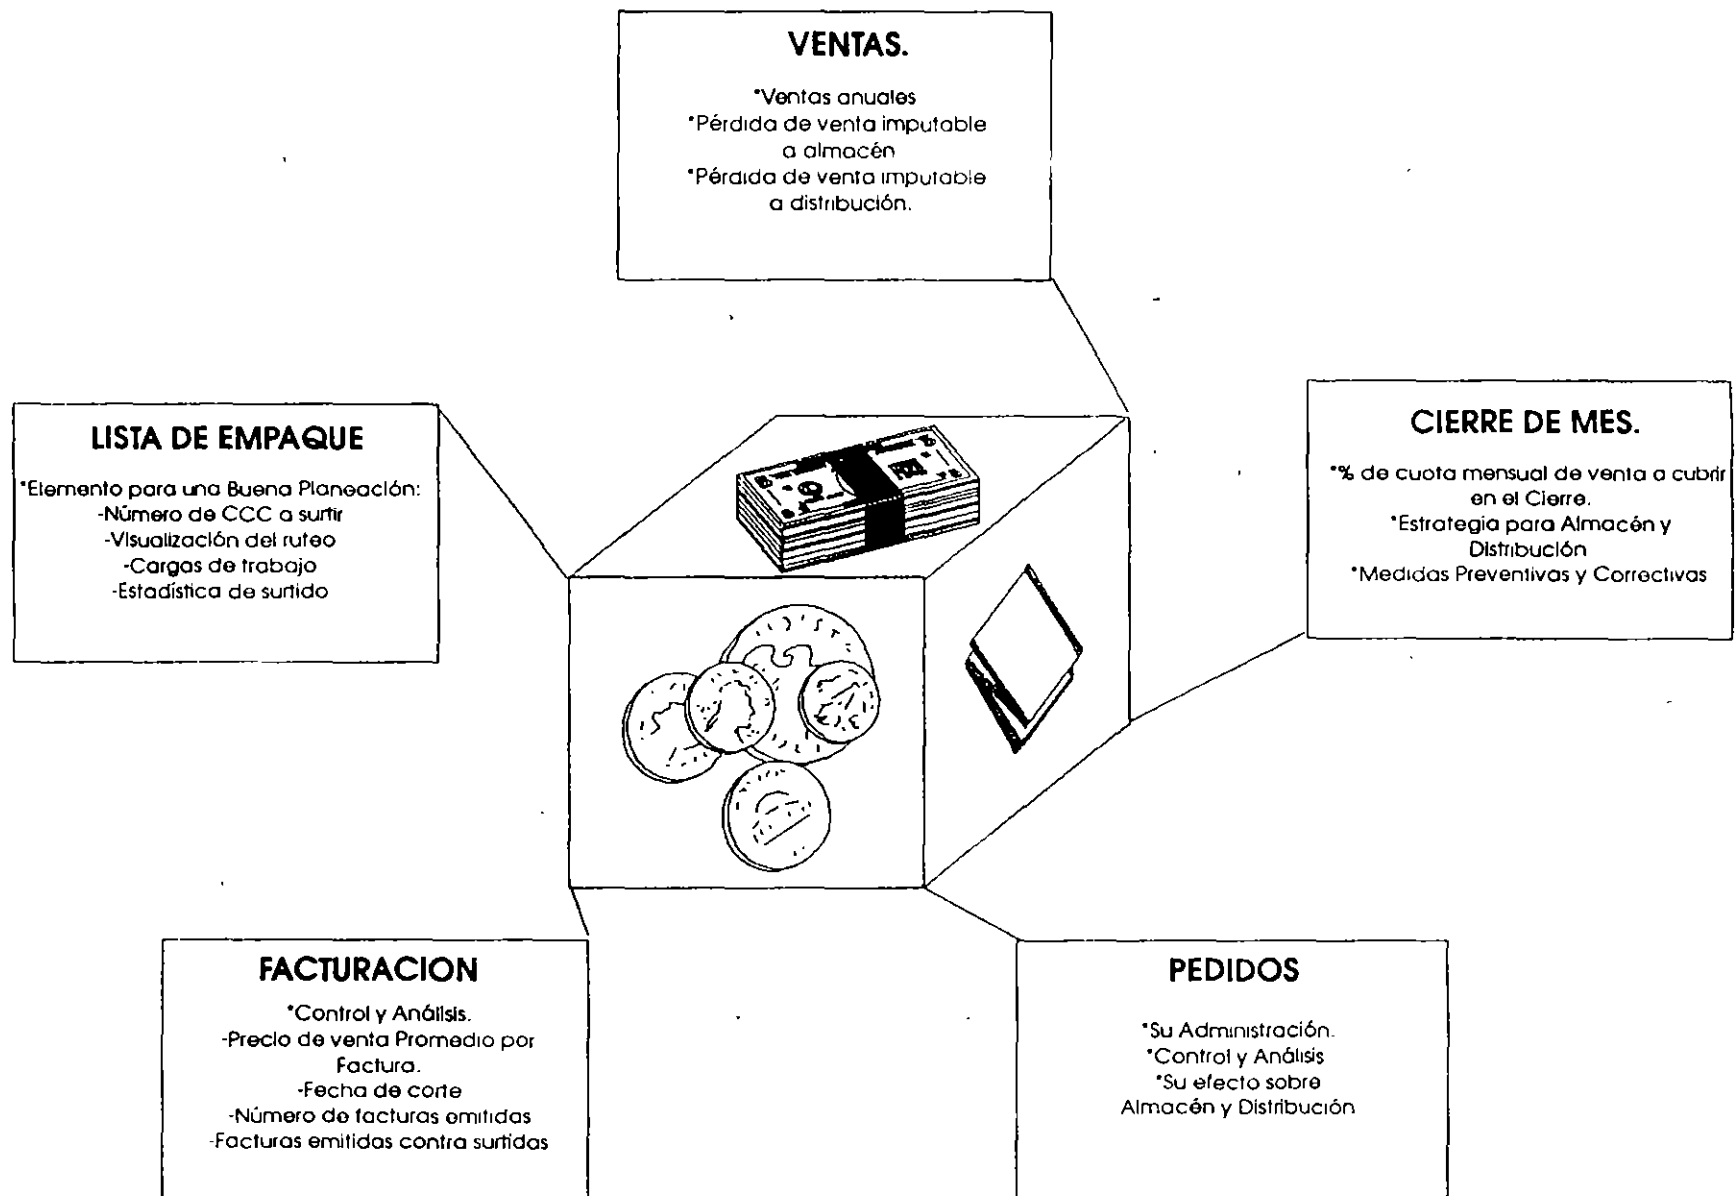 VENTAS.
*Ventas anuales
*Pérdida de venta imputable
a almacén
*Pérdida de venta imputable
a distribución.
LISTA DE EMPAQUE
*Elemento para una Buena Planeación:
-Número de CCC a surtir
-Visualización del ruteo
-Cargas de trabajo
-Estadística de surtido
CIERRE DE MES.
*% de cuota mensual de venta a cubrir
en el Cierre.
*Estrategia para Almacén y
Distribución
*Medidas Preventivas y Correctivas
FACTURACION
*Control y Análisis.
-Precio de venta Promedio por
Factura.
-Fecha de corte
-Número de facturas emitidas
-Facturas emitidas contra surtidas
PEDIDOS
*Su Administración.
*Control y Análisis
*Su efecto sobre
Almacén y Distribución